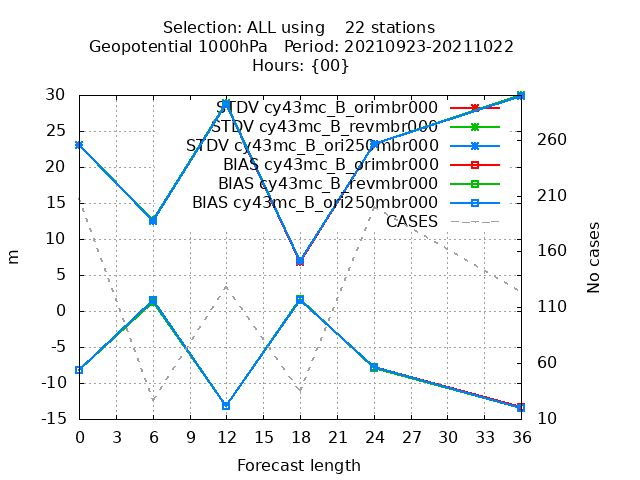 Selection: ALL using    22 stations
Geopotential 1000hPa   Period: 20210923-20211022
Hours: {00}
STDV cy43mc_B_orimbr000
STDV cy43mc_B_revmbr000
STDV cy43mc_B_ori250mbr000
BIAS cy43mc_B_orimbr000
BIAS cy43mc_B_revmbr000
BIAS cy43mc_B_ori250mbr000
CASES
30
25
20
15
10
5
0
-5
-10
-15
m
260
210
160
110
60
10
No cases
0 3 6 9 12 15 18 21 24 27 30 33 36
Forecast length